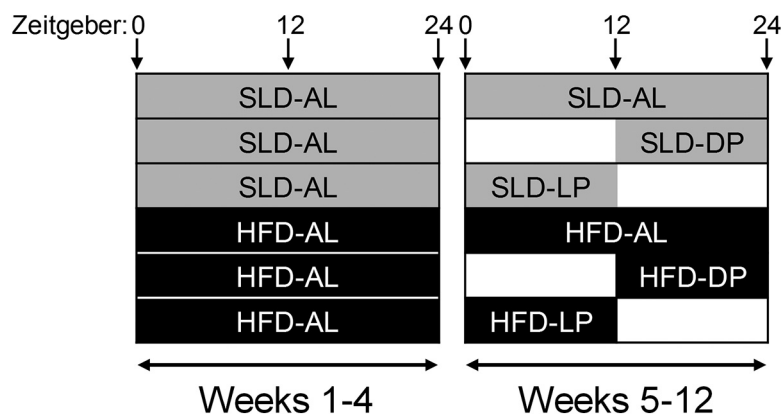 Zeitgeber: 0 12 24 0 12 24
SLD-AL SLD-AL
SLD-AL SLD-DP
SLD-AL SLD-LP
HFD-AL HFD-AL
HFD-AL HFD-DP
HFD-AL HFD-LP
Weeks 1-4 Weeks 5-12